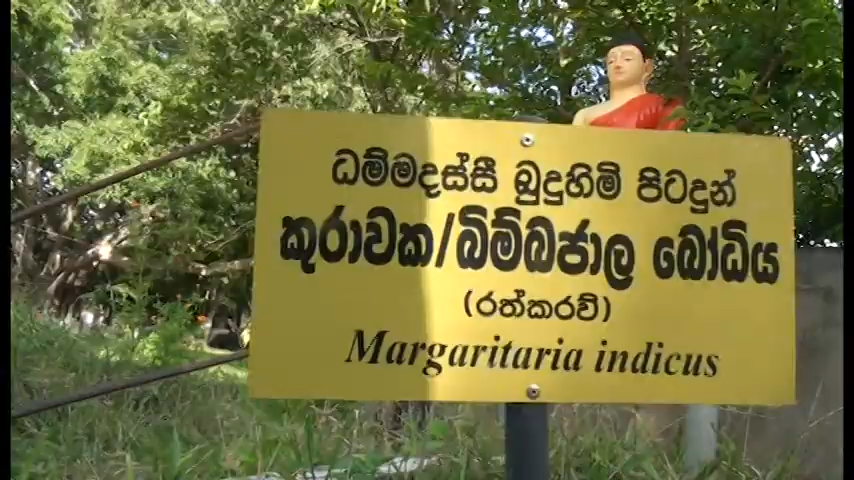 ධම්මදස්සී බුදුහිමි පිටදුන්
කුරාවක/බිම්බජාල බෝධිය
(රත්කරව්)
Margaritaria indicus